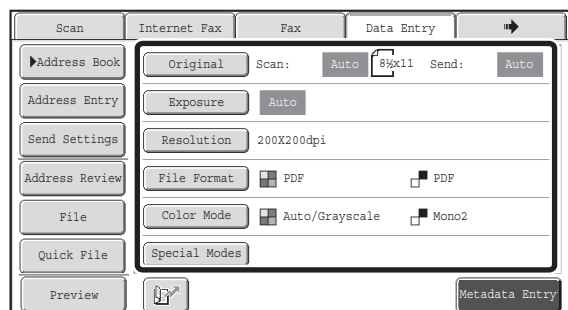 Scan Internet Fax Fax Data Entry
Address Book
Original Scan: Auto 8½x11 Send: Auto
Address Entry
Exposure Auto
Send Settings
Resolution 200X200dpi
Address Review
File Format PDF PDF
File
Color Mode Auto/Grayscale Mono2
Quick File
Special Modes
Preview
Metadata Entry